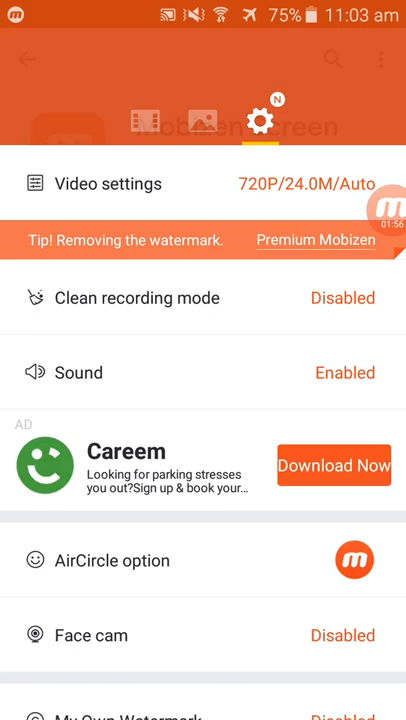 75% 11:03 am
Mobizen Screen
N
Video settings 720P/24.0M/Auto
01:56
Tip! Removing the watermark. Premium Mobizen
Clean recording mode Disabled
Sound Enabled
AD
Careem
Looking for parking stresses
you out?Sign up & book your...
Download Now
AirCircle option
Face cam Disabled
My Own Watermark Disabled